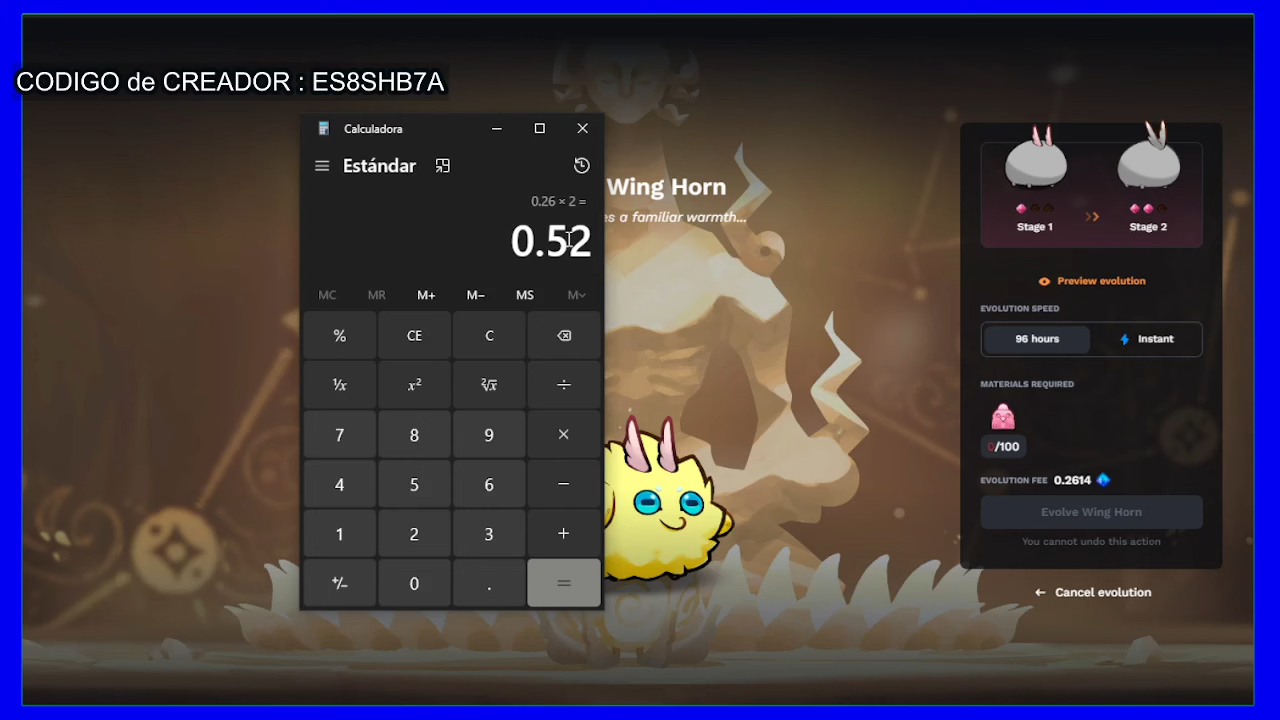 CODIGO de CREADOR : ES8SHB7A
Calculadora
Estándar
0.26 × 2 =
0.52
MC MR M+ M− MS M˅
% CE C
¹/x x² ²√x ÷
7 8 9 ×
4 5 6 −
1 2 3 +
+/− 0 . =
Wing Horn
es a familiar warmth...
Stage 1 >> Stage 2
Preview evolution
EVOLUTION SPEED
96 hours Instant
MATERIALS REQUIRED
0/100
EVOLUTION FEE 0.2614
Evolve Wing Horn
You cannot undo this action
← Cancel evolution